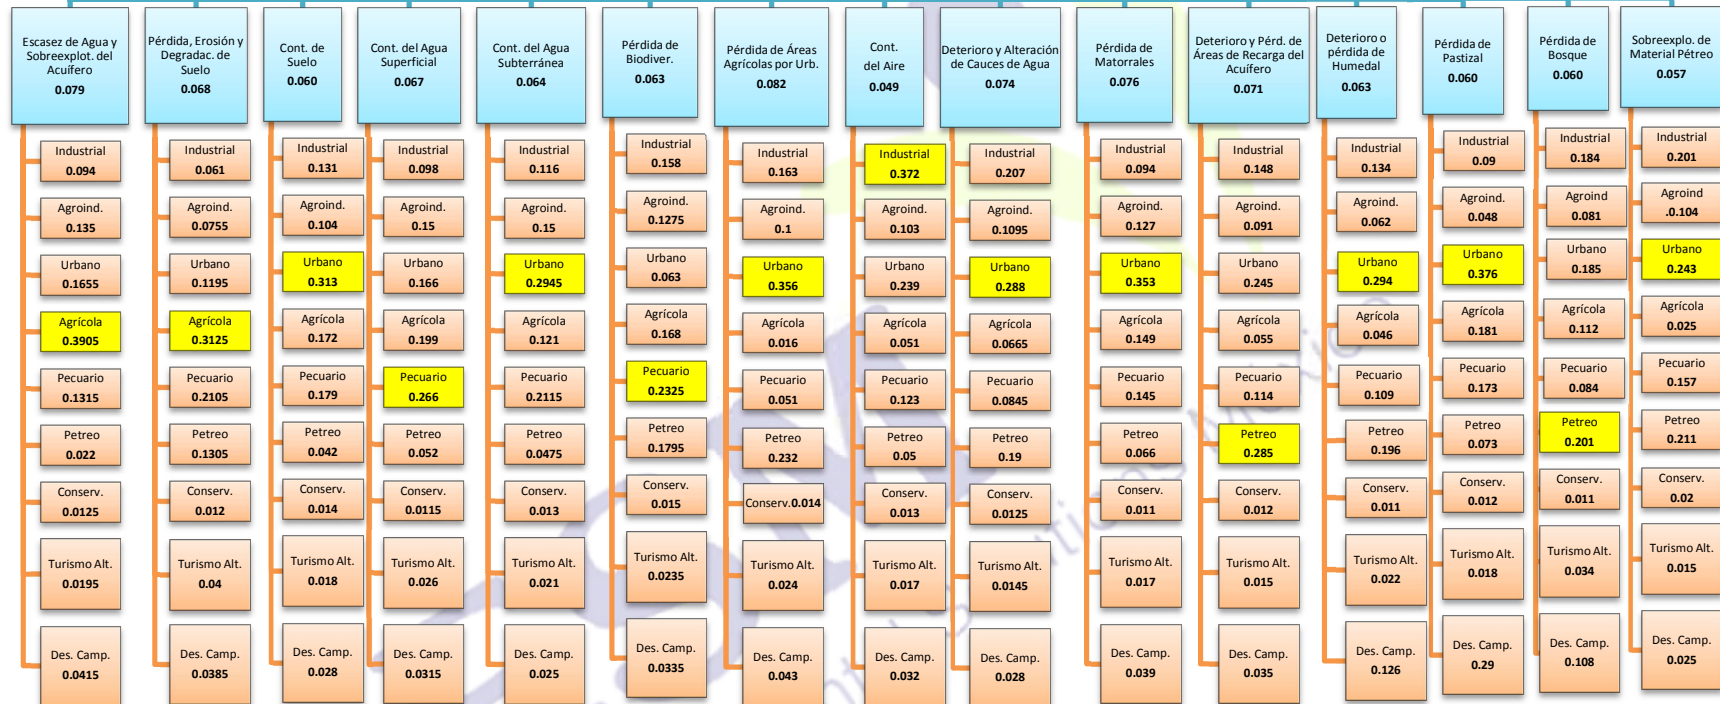 Escasez de Agua y
Sobreexplot. del
Acuífero
0.079
Industrial
0.094
Agroind.
0.135
Urbano
0.1655
Agrícola
0.3905
Pecuario
0.1315
Petreo
0.022
Conserv.
0.0125
Turismo Alt.
0.0195
Des. Camp.
0.0415
Pérdida, Erosión y
Degradac. de
Suelo
0.068
Industrial
0.061
Agroind.
0.0755
Urbano
0.1195
Agrícola
0.3125
Pecuario
0.2105
Petreo
0.1305
Conserv.
0.012
Turismo Alt.
0.04
Des. Camp.
0.0385
Cont. de
Suelo
0.060
Industrial
0.131
Agroind.
0.104
Urbano
0.313
Agrícola
0.172
Pecuario
0.179
Petreo
0.042
Conserv.
0.014
Turismo Alt.
0.018
Des. Camp.
0.028
Cont. del Agua
Superficial
0.067
Industrial
0.098
Agroind.
0.15
Urbano
0.166
Agrícola
0.199
Pecuario
0.266
Petreo
0.052
Conserv.
0.0115
Turismo Alt.
0.026
Des. Camp.
0.0315
Cont. del Agua
Subterránea
0.064
Industrial
0.116
Agroind.
0.15
Urbano
0.2945
Agrícola
0.121
Pecuario
0.2115
Petreo
0.0475
Conserv.
0.013
Turismo Alt.
0.021
Des. Camp.
0.025
Pérdida de
Biodiver.
0.063
Industrial
0.158
Agroind.
0.1275
Urbano
0.063
Agrícola
0.168
Pecuario
0.2325
Petreo
0.1795
Conserv.
0.015
Turismo Alt.
0.0235
Des. Camp.
0.0335
Pérdida de Áreas
Agrícolas por Urb.
0.082
Industrial
0.163
Agroind.
0.1
Urbano
0.356
Agrícola
0.016
Pecuario
0.051
Petreo
0.232
Conserv.0.014
Turismo Alt.
0.024
Des. Camp.
0.043
Cont.
del Aire
0.049
Industrial
0.372
Agroind.
0.103
Urbano
0.239
Agrícola
0.051
Pecuario
0.123
Petreo
0.05
Conserv.
0.013
Turismo Alt.
0.017
Des. Camp.
0.032
Deterioro y Alteración
de Cauces de Agua
0.074
Industrial
0.207
Agroind.
0.1095
Urbano
0.288
Agrícola
0.0665
Pecuario
0.0845
Petreo
0.19
Conserv.
0.0125
Turismo Alt.
0.0145
Des. Camp.
0.028
Pérdida de
Matorrales
0.076
Industrial
0.094
Agroind.
0.127
Urbano
0.353
Agrícola
0.149
Pecuario
0.145
Petreo
0.066
Conserv.
0.011
Turismo Alt.
0.017
Des. Camp.
0.039
Deterioro y Pérd. de
Áreas de Recarga del
Acuífero
0.071
Industrial
0.148
Agroind.
0.091
Urbano
0.245
Agrícola
0.055
Pecuario
0.114
Petreo
0.285
Conserv.
0.012
Turismo Alt.
0.015
Des. Camp.
0.035
Deterioro o
pérdida de
Humedal
0.063
Industrial
0.134
Agroind.
0.062
Urbano
0.294
Agrícola
0.046
Pecuario
0.109
Petreo
0.196
Conserv.
0.011
Turismo Alt.
0.022
Des. Camp.
0.126
Pérdida de
Pastizal
0.060
Industrial
0.09
Agroind.
0.048
Urbano
0.376
Agrícola
0.181
Pecuario
0.173
Petreo
0.073
Conserv.
0.012
Turismo Alt.
0.018
Des. Camp.
0.29
Pérdida de
Bosque
0.060
Industrial
0.184
Agroind
0.081
Urbano
0.185
Agrícola
0.112
Pecuario
0.084
Petreo
0.201
Conserv.
0.011
Turismo Alt.
0.034
Des. Camp.
0.108
Sobreexplo. de
Material Pétreo
0.057
Industrial
0.201
Agroind
.0.104
Urbano
0.243
Agrícola
0.025
Pecuario
0.157
Petreo
0.211
Conserv.
0.02
Turismo Alt.
0.015
Des. Camp.
0.025